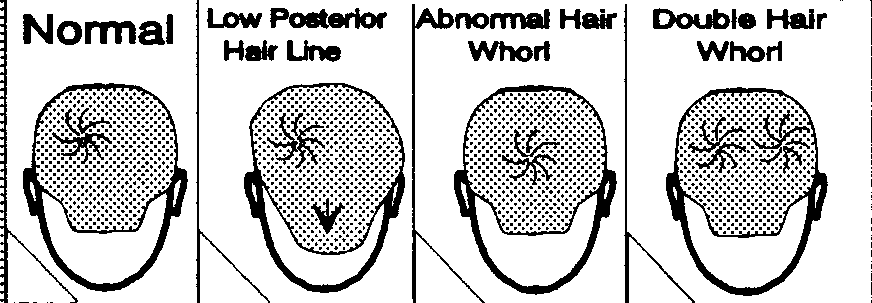 Normal
Low Posterior
Hair Line
Abnormal Hair
Whorl
Double Hair
Whorl